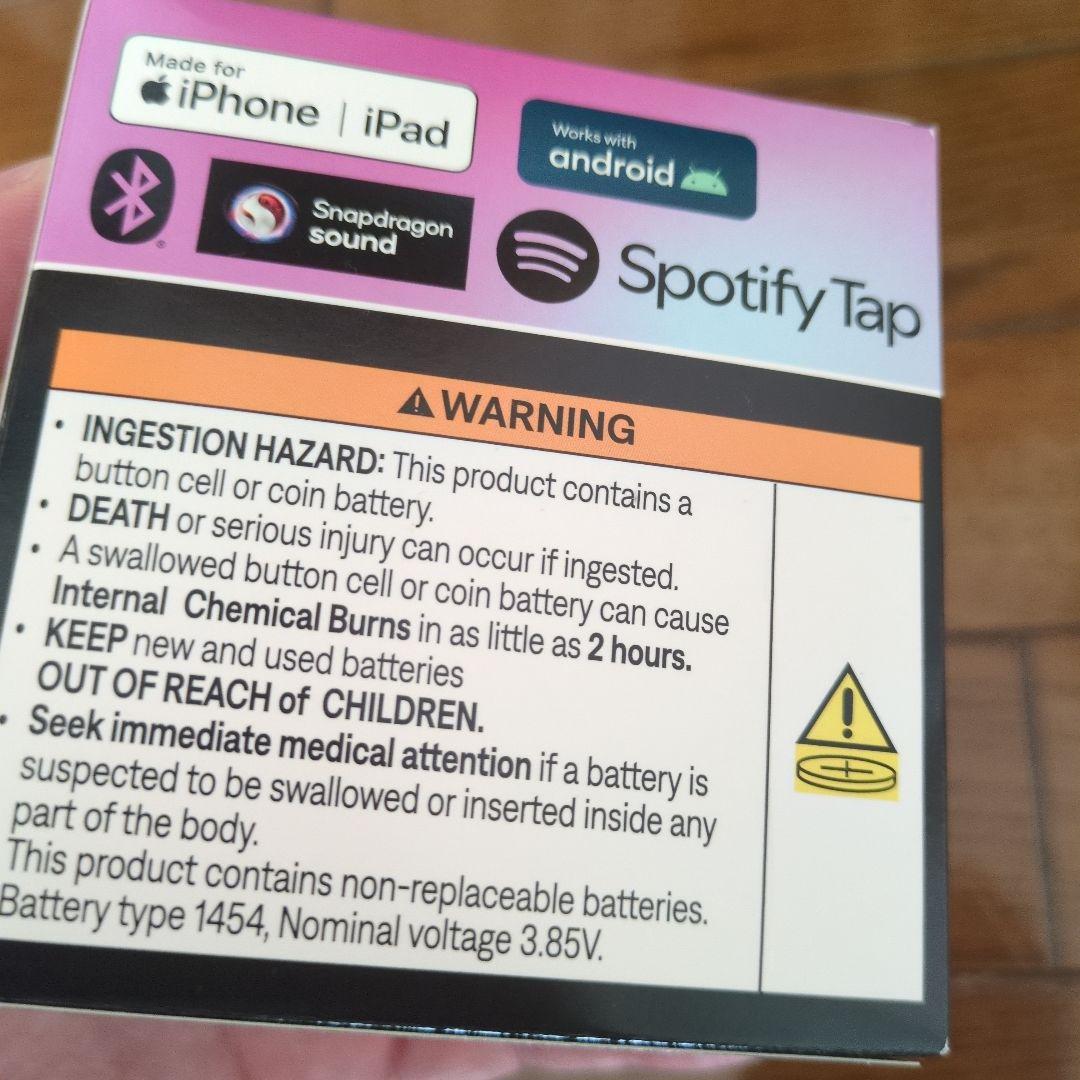 Made for
iPhone | iPad
Works with
android
Snapdragon
sound
Spotify Tap
WARNING
• INGESTION HAZARD: This product contains a
button cell or coin battery.
• DEATH or serious injury can occur if ingested.
• A swallowed button cell or coin battery can cause
Internal Chemical Burns in as little as 2 hours.
• KEEP new and used batteries
OUT OF REACH of CHILDREN.
• Seek immediate medical attention if a battery is
suspected to be swallowed or inserted inside any
part of the body.
This product contains non-replaceable batteries.
Battery type 1454, Nominal voltage 3.85V.